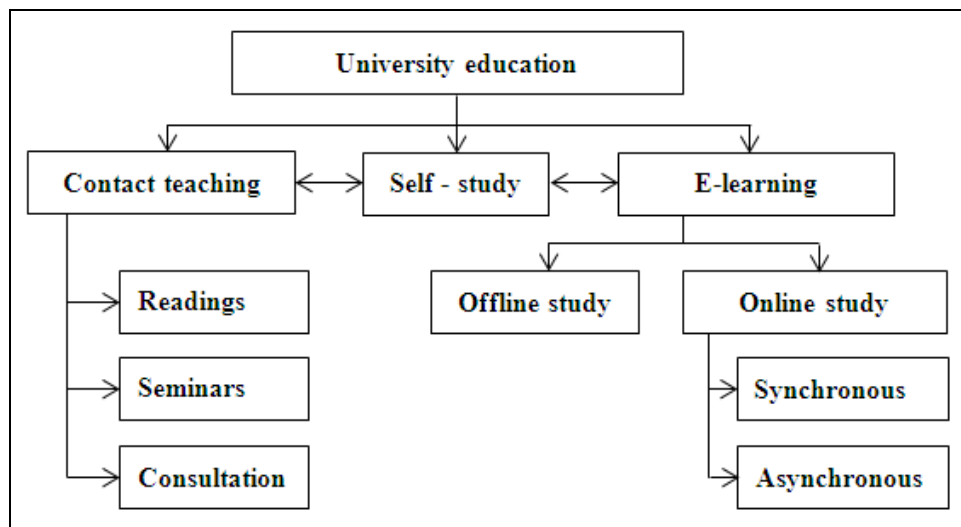 University education
Contact teaching
Self - study
E-learning
Readings
Offline study
Online study
Seminars
Synchronous
Consultation
Asynchronous